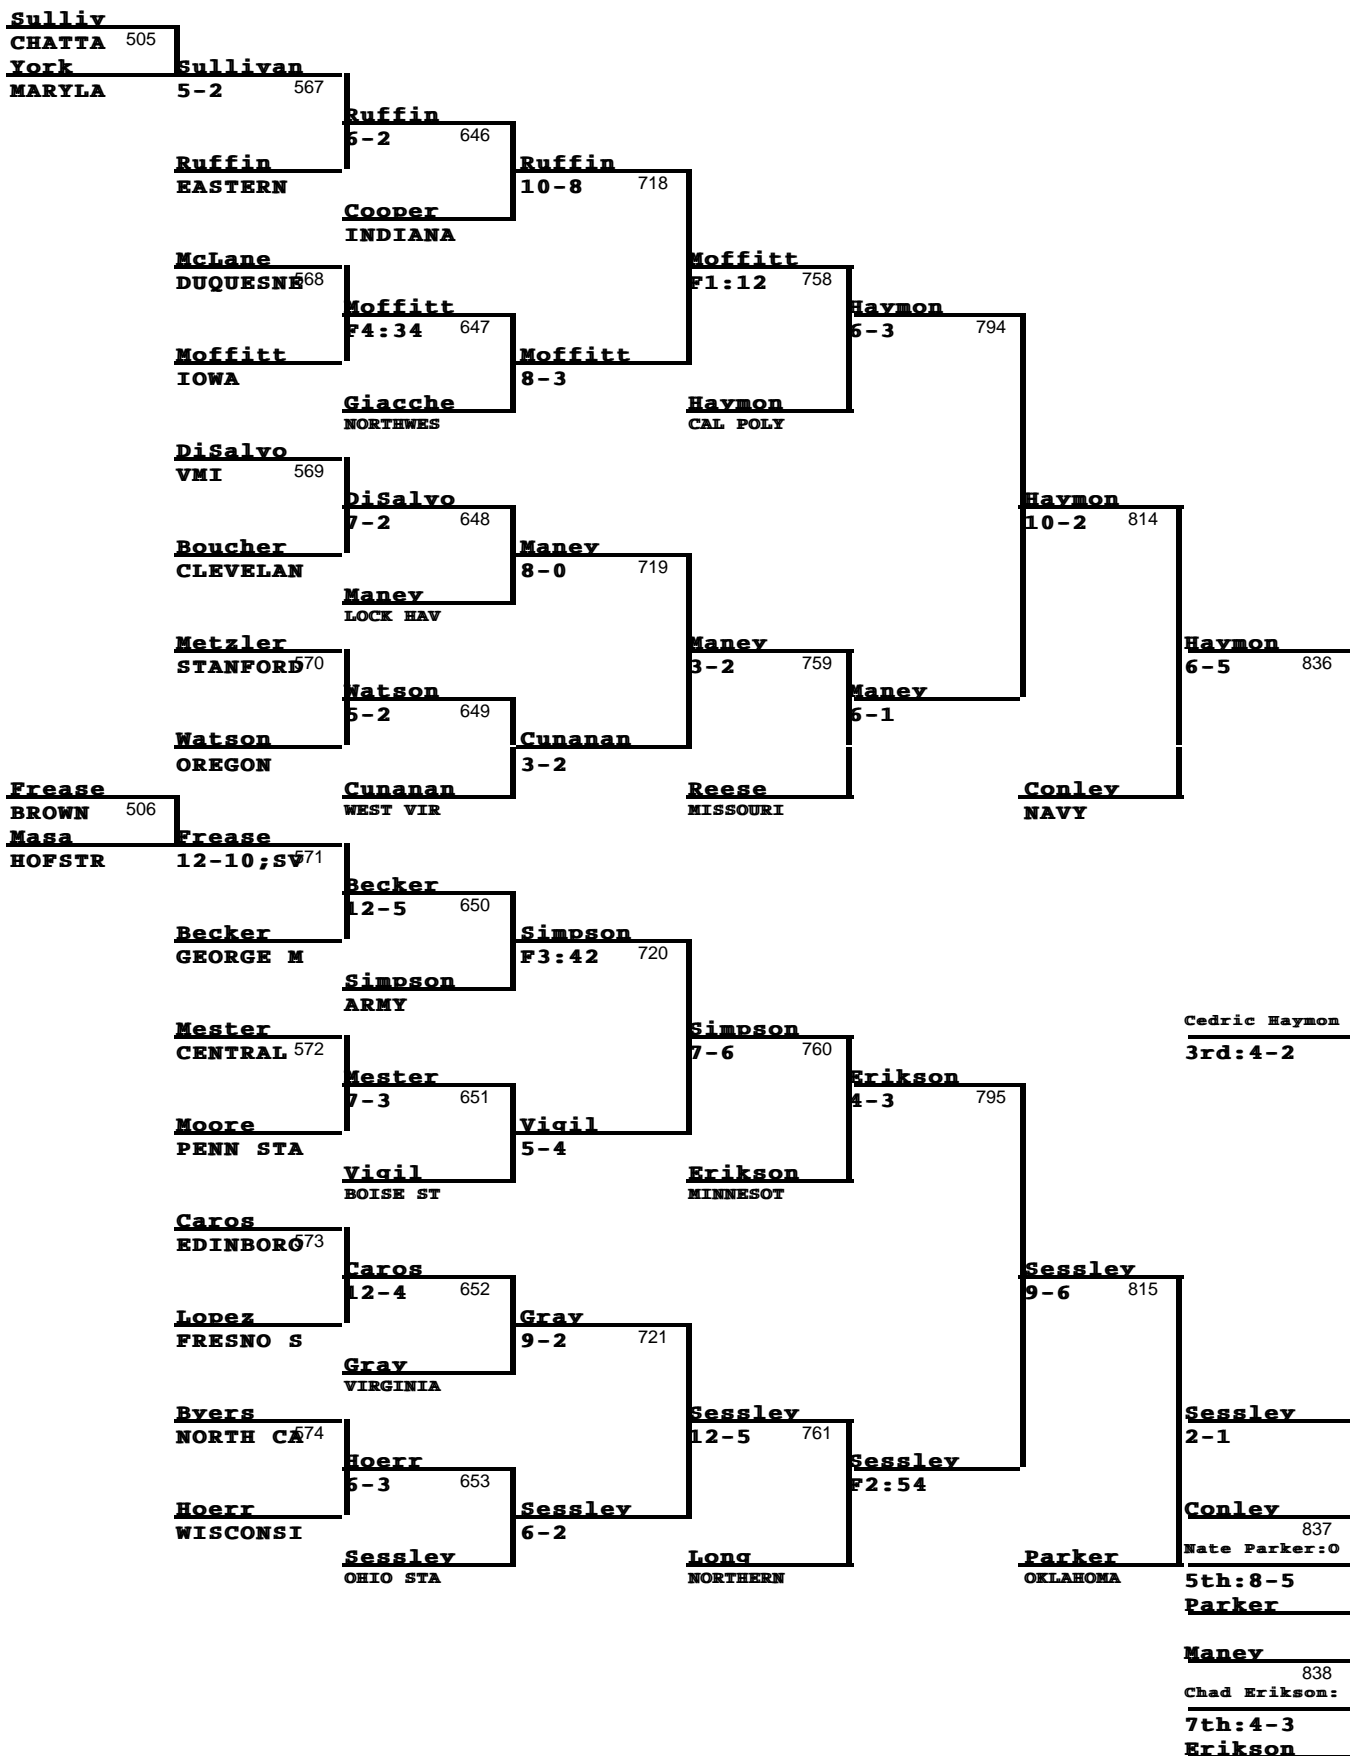 Sulliv
CHATTA 505
York Sullivan
MARYLA 5-2 567
Ruffin
6-2 646
Ruffin Ruffin
EASTERN 10-8 718
Cooper
INDIANA
McLane Moffitt
DUQUESNE 568 F1:12 758
Moffitt Haymon
F4:34 647 6-3 794
Moffitt Moffitt
IOWA 8-3
Giacche Haymon
NORTHWES CAL POLY
DiSalvo
VMI 569
DiSalvo Haymon
7-2 648 10-2 814
Boucher Maney
CLEVELAN 8-0 719
Maney
LOCK HAV
Metzler Maney Haymon
STANFORD 570 3-2 759 6-5 836
Watson Maney
5-2 649 6-1
Watson Cunanan
OREGON 3-2
Frease Cunanan Reese Conley
BROWN 506 WEST VIR MISSOURI NAVY
Masa Frease
HOFSTR 12-10;SV 571
Becker
12-5 650
Becker Simpson
GEORGE M F3:42 720
Simpson
ARMY
Cedric Haymon
Mester Simpson
CENTRAL 572 7-6 760 3rd:4-2
Mester Erikson
7-3 651 4-3 795
Moore Vigil
PENN STA 5-4
Vigil Erikson
BOISE ST MINNESOT
Caros
EDINBORO 573
Caros Sessley
12-4 652 9-6 815
Lopez Gray
FRESNO S 9-2 721
Gray
VIRGINIA
Byers Sessley Sessley
NORTH CA 574 12-5 761 2-1
Hoerr Sessley
6-3 653 F2:54
Hoerr Sessley Conley
WISCONSI 6-2 837
Nate Parker:O
Sessley Long Parker
OHIO STA NORTHERN OKLAHOMA 5th:8-5
Parker
Maney
838
Chad Erikson:
7th:4-3
Erikson